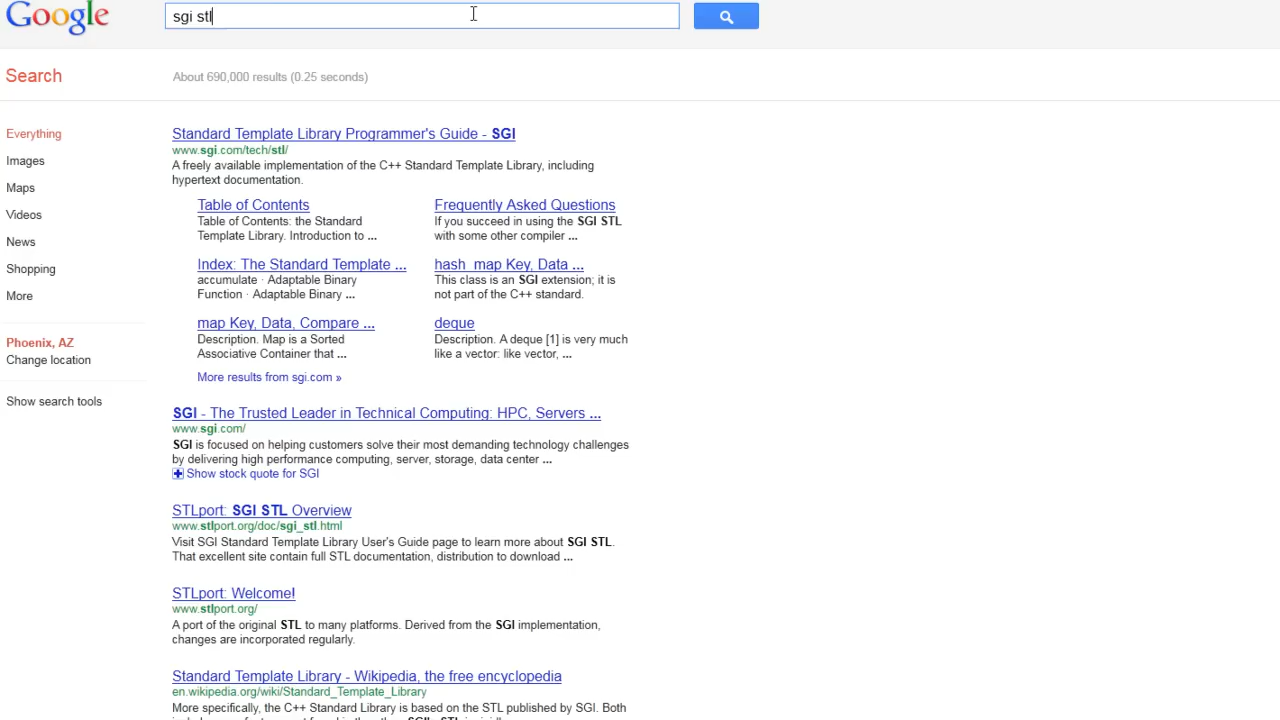 Google
sgi stl
Search
About 690,000 results (0.25 seconds)
Everything
Images
Maps
Videos
News
Shopping
More
Phoenix, AZ
Change location
Show search tools
Standard Template Library Programmer's Guide - SGI
www.sgi.com/tech/stl/
A freely available implementation of the C++ Standard Template Library, including
hypertext documentation.
Table of Contents
Table of Contents: the Standard
Template Library. Introduction to ...
Frequently Asked Questions
If you succeed in using the SGI STL
with some other compiler ...
Index: The Standard Template ...
accumulate · Adaptable Binary
Function · Adaptable Binary ...
hash_map Key, Data ...
This class is an SGI extension; it is
not part of the C++ standard.
map Key, Data, Compare ...
Description. Map is a Sorted
Associative Container that ...
deque
Description. A deque [1] is very much
like a vector: like vector, ...
More results from sgi.com »
SGI - The Trusted Leader in Technical Computing: HPC, Servers ...
www.sgi.com/
SGI is focused on helping customers solve their most demanding technology challenges
by delivering high performance computing, server, storage, data center ...
Show stock quote for SGI
STLport: SGI STL Overview
www.stlport.org/doc/sgi_stl.html
Visit SGI Standard Template Library User's Guide page to learn more about SGI STL.
That excellent site contain full STL documentation, distribution to download ...
STLport: Welcome!
www.stlport.org/
A port of the original STL to many platforms. Derived from the SGI implementation,
changes are incorporated regularly.
Standard Template Library - Wikipedia, the free encyclopedia
en.wikipedia.org/wiki/Standard_Template_Library
More specifically, the C++ Standard Library is based on the STL published by SGI. Both